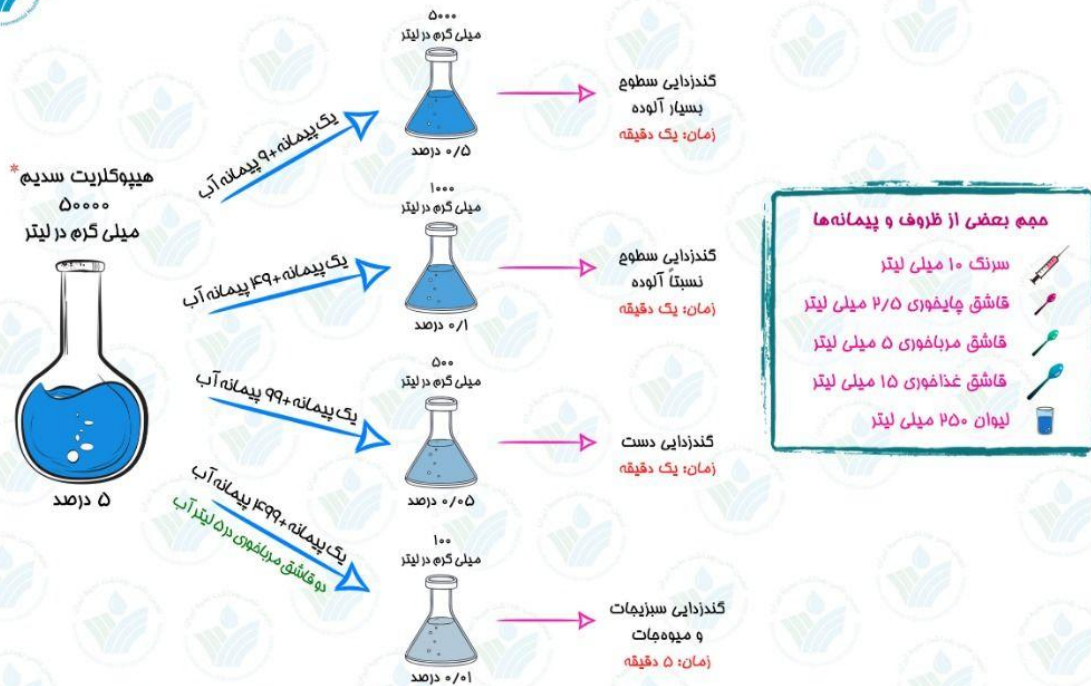 هیپوکلریت سدیم*
۵۰۰۰۰
میلی گرم در لیتر
۵ درصد
یک پیمانه+۹ پیمانه آب
۵۰۰۰
میلی گرم در لیتر
۰/۵ درصد
گندزدایی سطوح
بسیار آلوده
زمان: یک دقیقه
یک پیمانه+۴۹ پیمانه آب
۱۰۰۰
میلی گرم در لیتر
۰/۱ درصد
گندزدایی سطوح
نسبتاً آلوده
زمان: یک دقیقه
یک پیمانه+۹۹ پیمانه آب
۵۰۰
میلی گرم در لیتر
۰/۰۵ درصد
گندزدایی دست
زمان: یک دقیقه
یک پیمانه+۴۹۹ پیمانه آب
دو قاشق مرباخوری در ۵ لیتر آب
۱۰۰
میلی گرم در لیتر
۰/۰۱ درصد
گندزدایی سبزیجات
و میوه‌جات
زمان: ۵ دقیقه
حجم بعضی از ظروف و پیمانه‌ها
سرنگ ۱۰ میلی لیتر
قاشق چایخوری ۲/۵ میلی لیتر
قاشق مرباخوری ۵ میلی لیتر
قاشق غذاخوری ۱۵ میلی لیتر
لیوان ۲۵۰ میلی لیتر